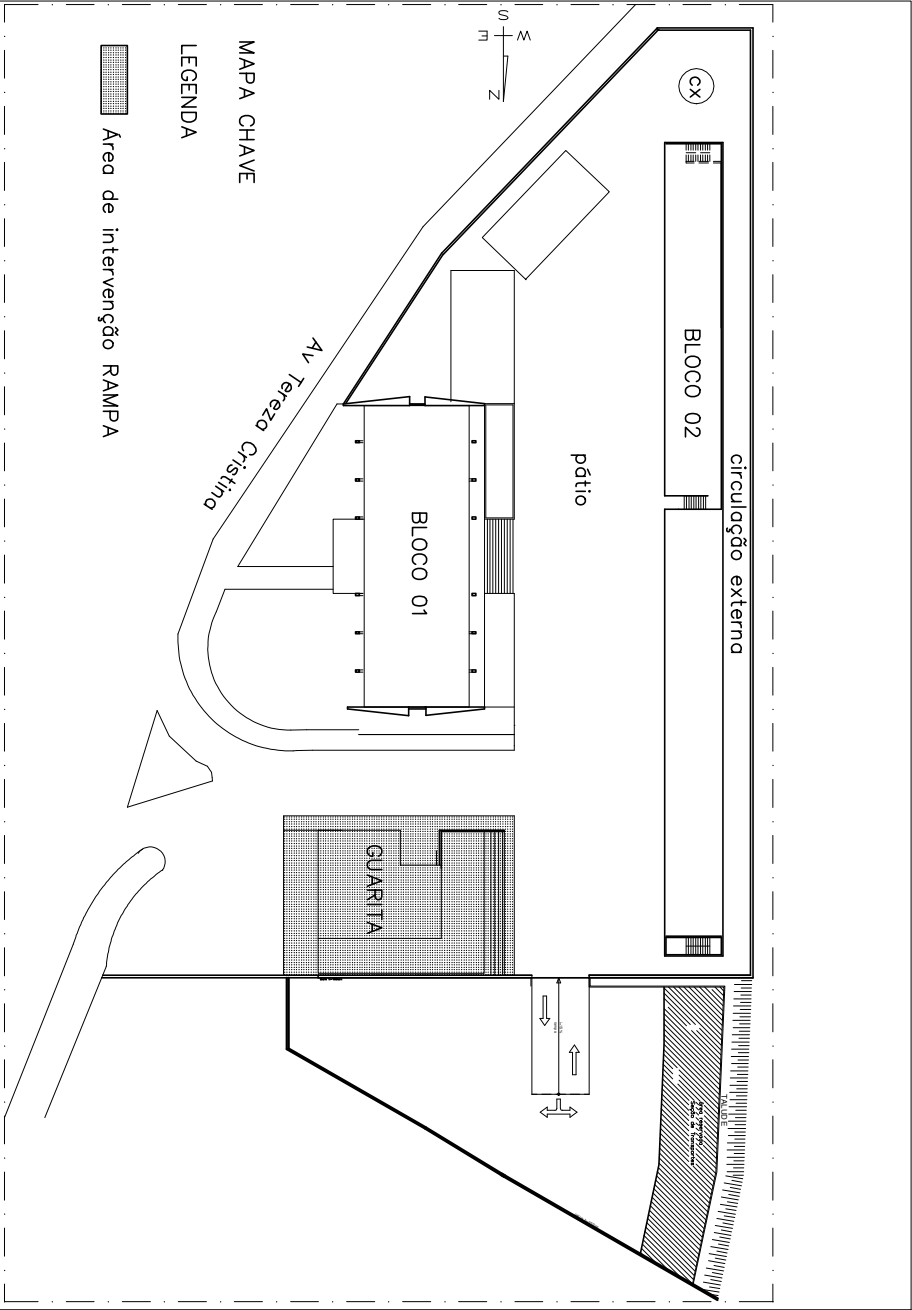 MAPA CHAVE
LEGENDA
Área de intervenção RAMPA
S
E
W
N
CX
BLOCO 02
circulação externa
pátio
Av Tereza Cristina
BLOCO 01
GUARITA
TALUDE